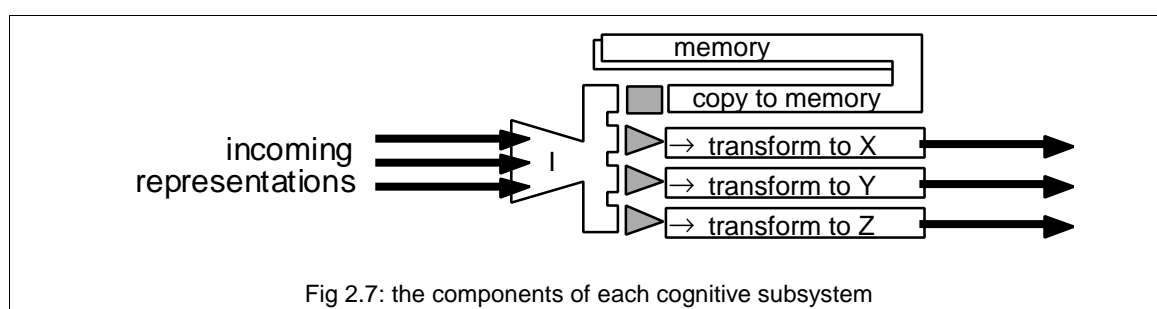 memory
copy to memory
incoming
representations
I
→ transform to X
→ transform to Y
→ transform to Z
Fig 2.7: the components of each cognitive subsystem